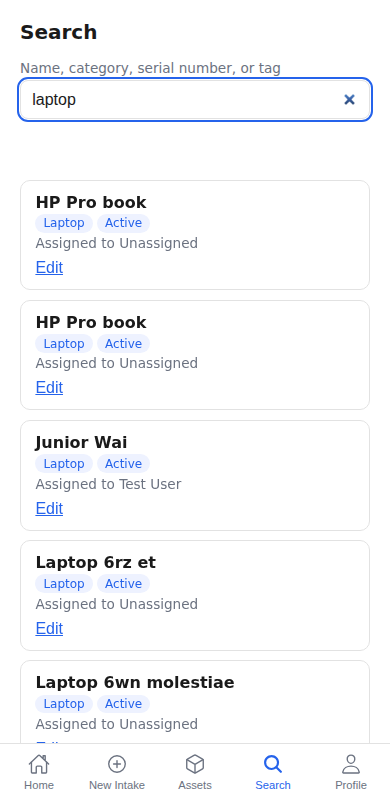 Search
Name, category, serial number, or tag
laptop
HP Pro book
Laptop Active
Assigned to Unassigned
Edit
HP Pro book
Laptop Active
Assigned to Unassigned
Edit
Junior Wai
Laptop Active
Assigned to Test User
Edit
Laptop 6rz et
Laptop Active
Assigned to Unassigned
Edit
Laptop 6wn molestiae
Laptop Active
Assigned to Unassigned
Home New Intake Assets Search Profile